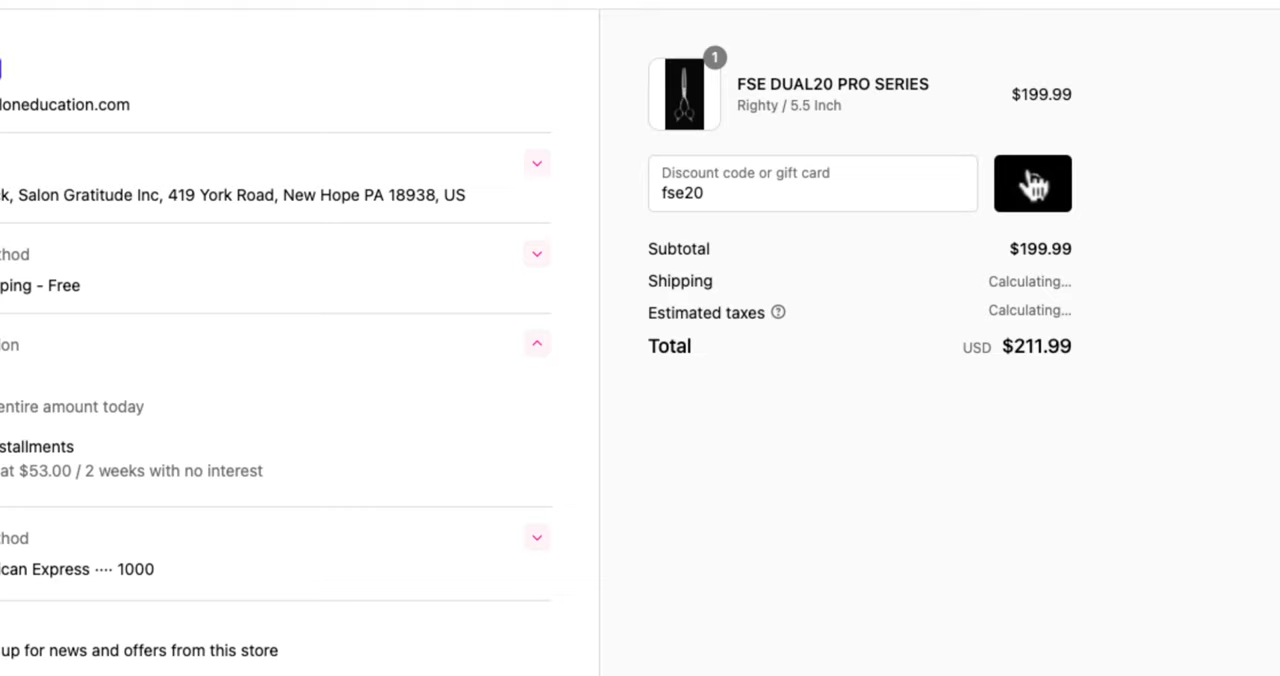 loneducation.com
k, Salon Gratitude Inc, 419 York Road, New Hope PA 18938, US
thod
ping - Free
ion
entire amount today
stallments
at $53.00 / 2 weeks with no interest
thod
ican Express ···· 1000
up for news and offers from this store
1
FSE DUAL20 PRO SERIES
Righty / 5.5 Inch
$199.99
Discount code or gift card
fse20
Subtotal $199.99
Shipping Calculating...
Estimated taxes ? Calculating...
Total USD $211.99